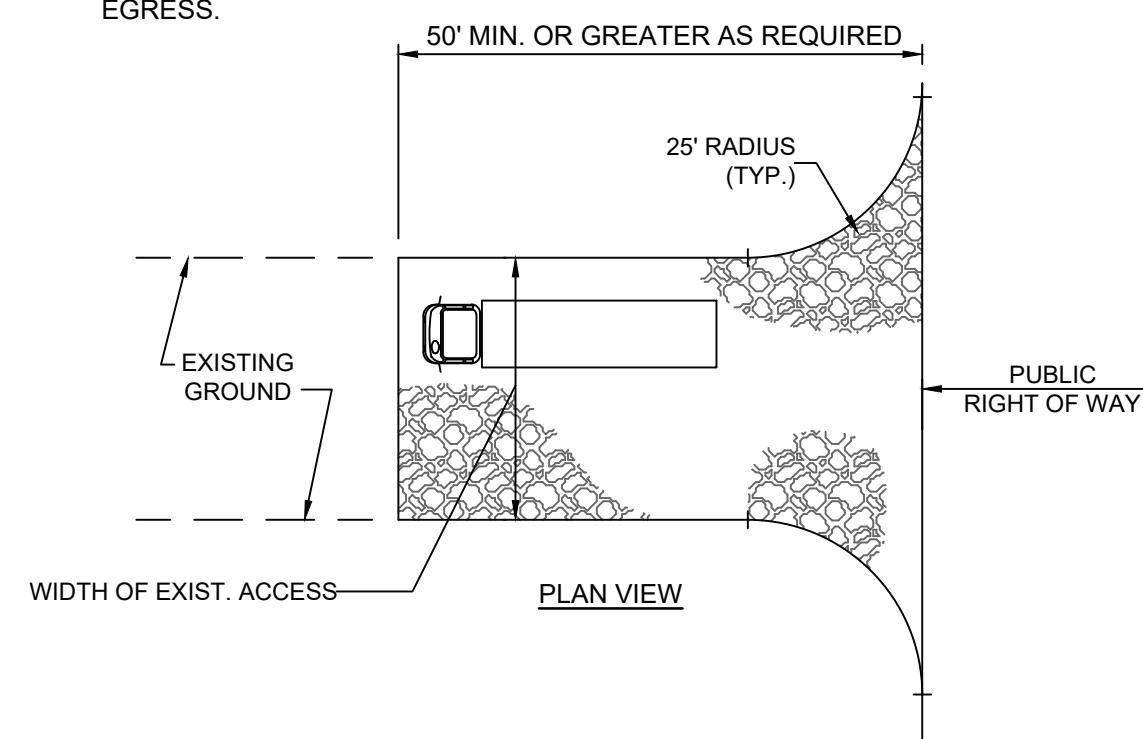 EGRESS.
50' MIN. OR GREATER AS REQUIRED
25' RADIUS
(TYP.)
EXISTING
GROUND
PUBLIC
RIGHT OF WAY
WIDTH OF EXIST. ACCESS
PLAN VIEW